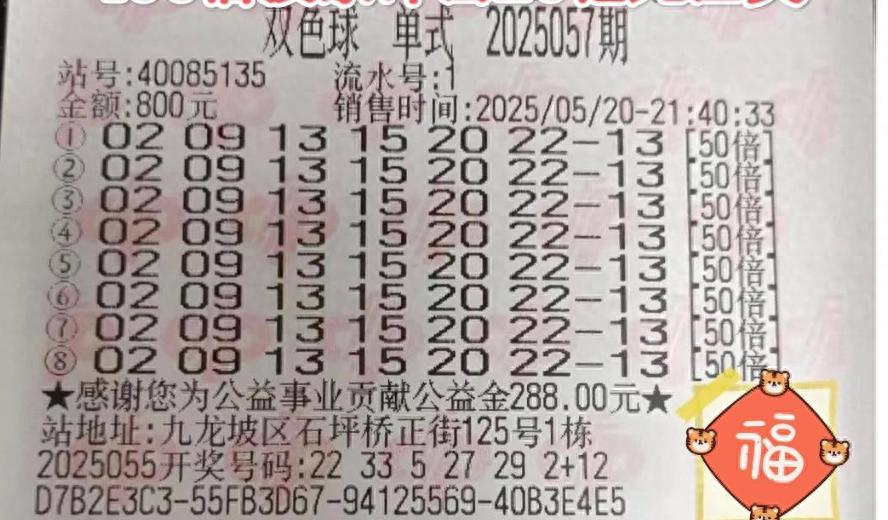 双色球 单式 2025057期
站号:40085135 流水号:1
金额:800元 销售时间:2025/05/20-21:40:33
① 02 09 13 15 20 22-13 [50倍]
② 02 09 13 15 20 22-13 [50倍]
③ 02 09 13 15 20 22-13 [50倍]
④ 02 09 13 15 20 22-13 [50倍]
⑤ 02 09 13 15 20 22-13 [50倍]
⑥ 02 09 13 15 20 22-13 [50倍]
⑦ 02 09 13 15 20 22-13 [50倍]
⑧ 02 09 13 15 20 22-13 [50倍]
★感谢您为公益事业贡献公益金288.00元★
站地址:九龙坡区石坪桥正街125号1栋
2025055开奖号码:22 33 5 27 29 2+12
D7B2E3C3-55FB3D67-94125569-40B3E4E5
福